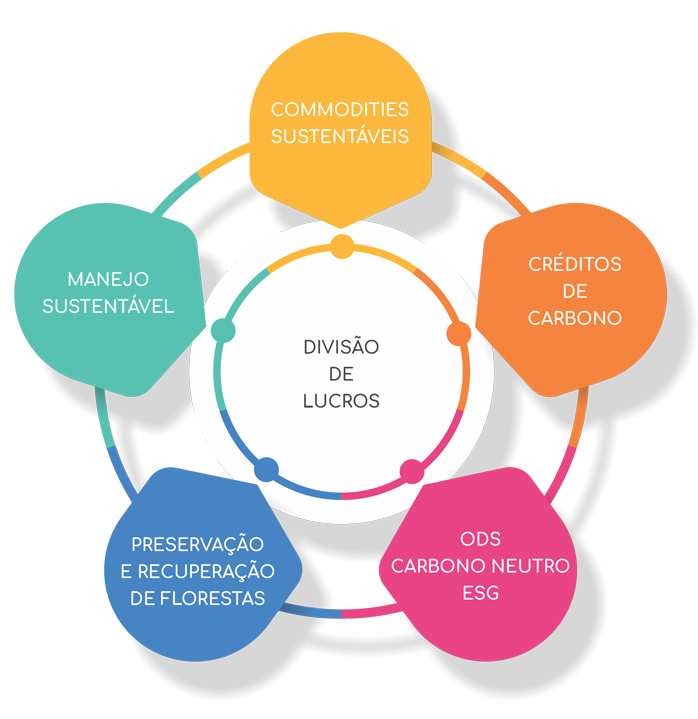 COMMODITIES
SUSTENTÁVEIS
CRÉDITOS
DE
CARBONO
MANEJO
SUSTENTÁVEL
DIVISÃO
DE
LUCROS
ODS
CARBONO NEUTRO
ESG
PRESERVAÇÃO
E RECUPERAÇÃO
DE FLORESTAS